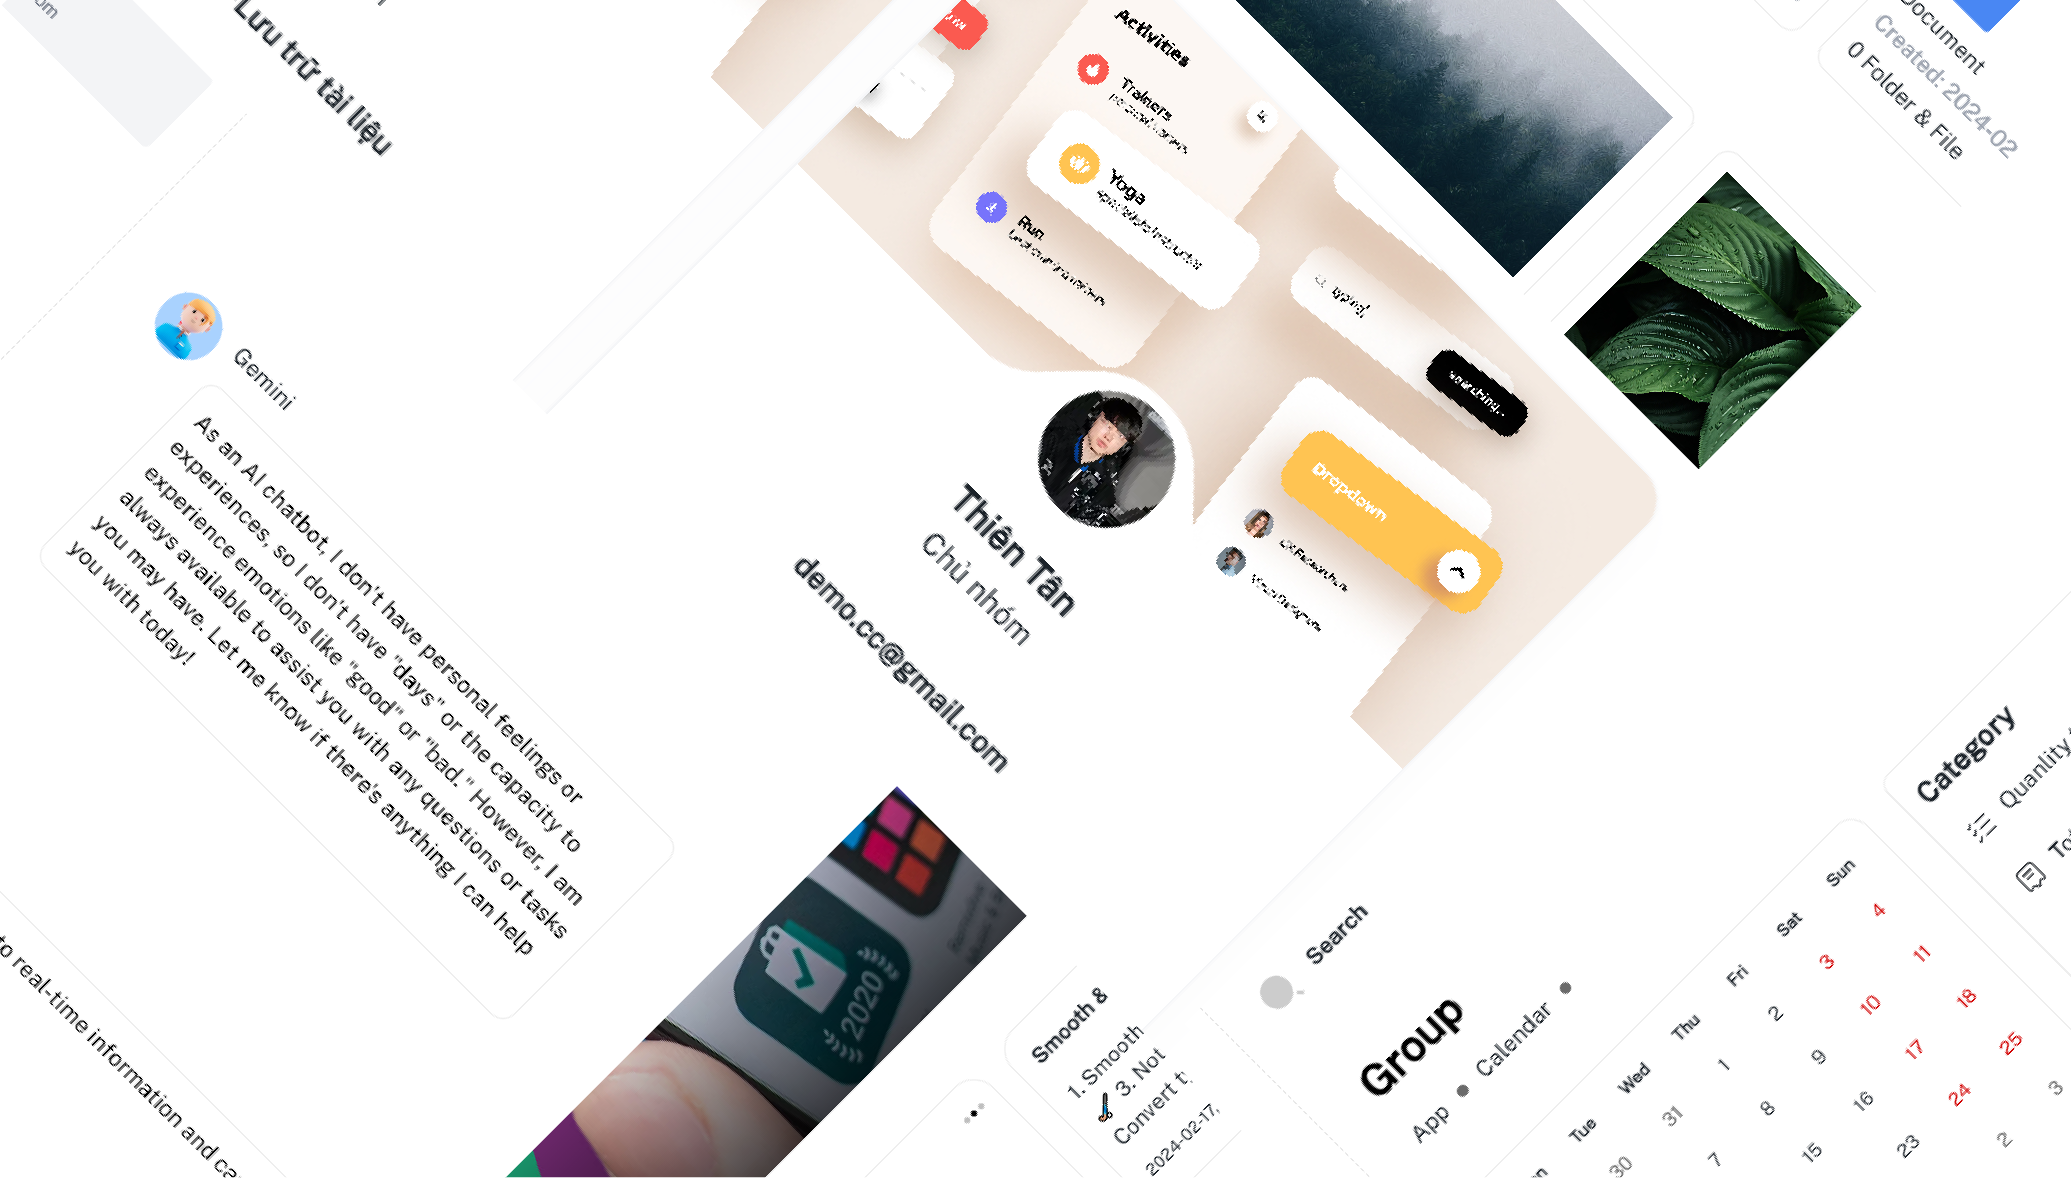 om
Lưu trữ tài liệu
Gemini
As an AI chatbot, I don't have personal feelings or
experiences, so I don't have "days" or the capacity to
experience emotions like "good" or "bad." However, I am
always available to assist you with any questions or tasks
you may have. Let me know if there's anything I can help
you with today!
to real-time information and ca
Activities
Trainers
Yoga
Run
Dropdown
Thiên Tân
Chủ nhóm
demo.cc@gmail.com
2020
Document
Created: 2024-02
0 Folder & File
Smooth &
1. Smooth
3. Not
Convert
2024-02-17,
Search
Group
App • Calendar •
Tue Wed Thu Fri Sat Sun
30 31 1 2 3 4
7 8 9 10 11
15 16 17 18
23 24 25
2 3
Category
Quanlity
To